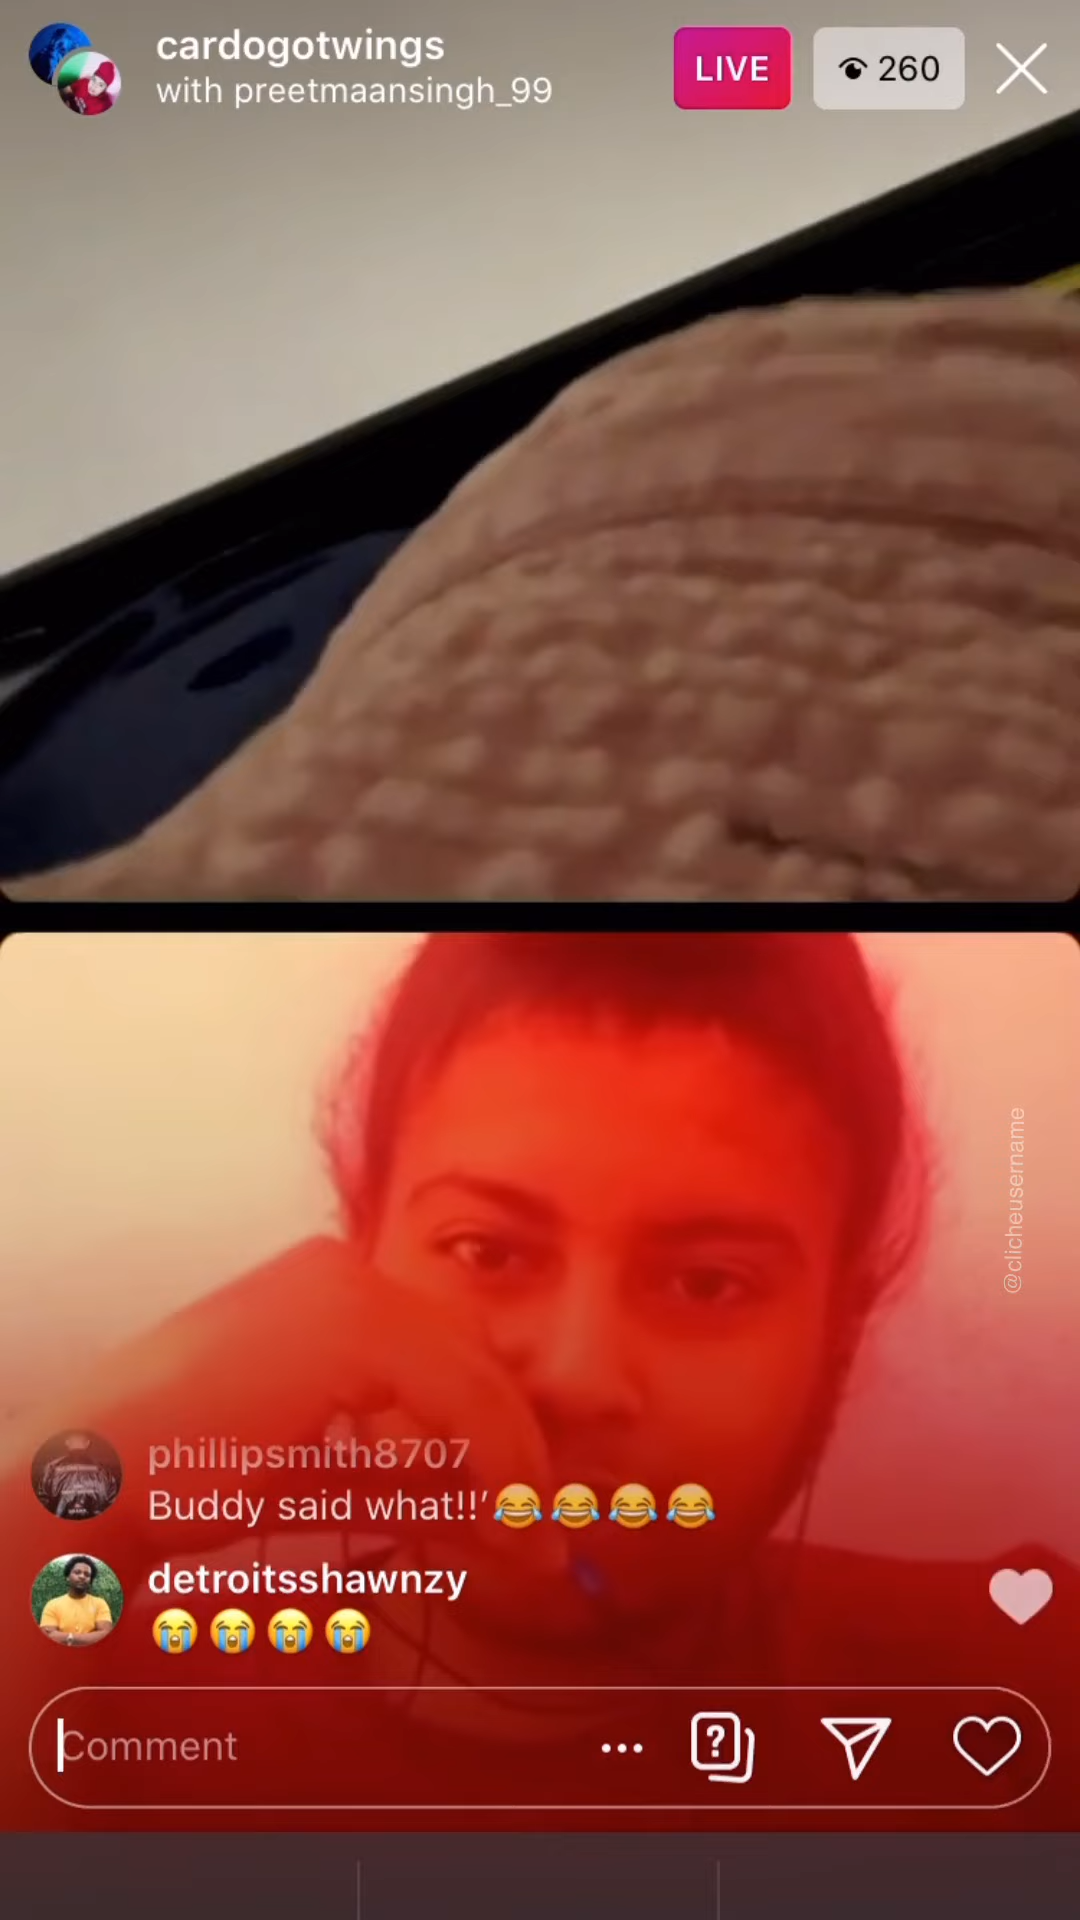 cardogotwings
with preetmaansingh_99
LIVE
260
@clicheusername
phillipsmith8707
Buddy said what!!’😂😂😂😂
detroitsshawnzy
😭😭😭😭
Comment